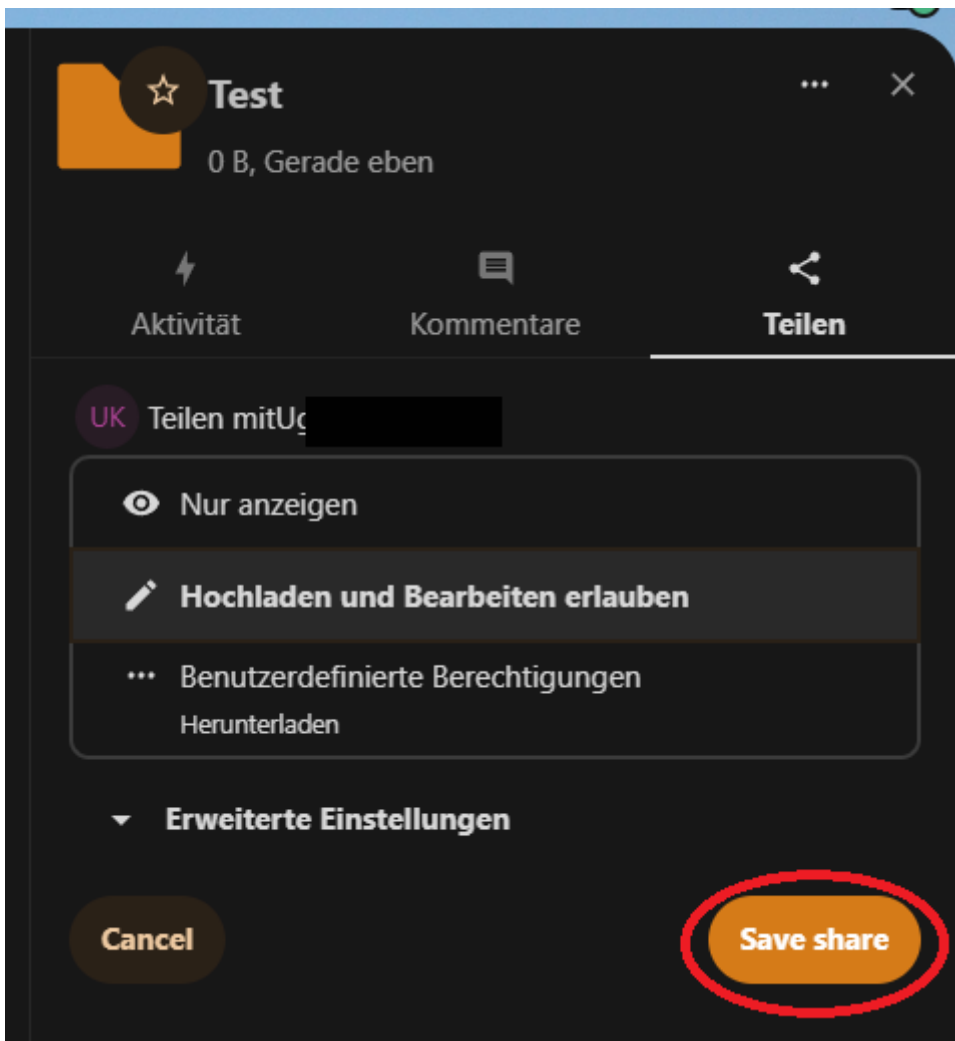 Test
0 B, Gerade eben
Aktivität
Kommentare
Teilen
UK
Teilen mitUg
Nur anzeigen
Hochladen und Bearbeiten erlauben
Benutzerdefinierte Berechtigungen
Herunterladen
Erweiterte Einstellungen
Cancel
Save share